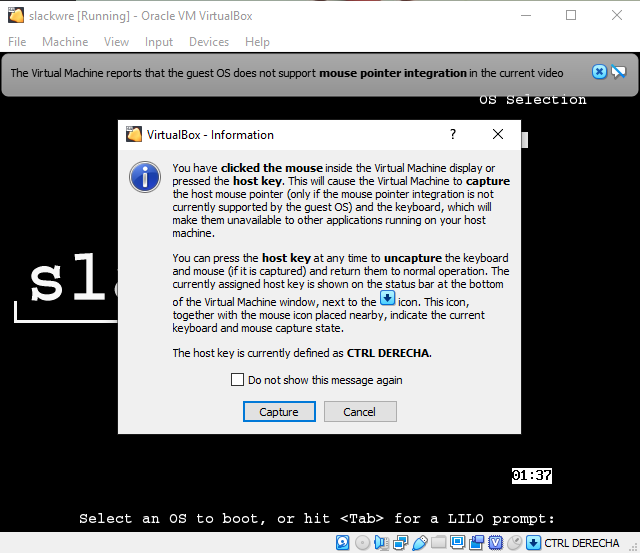 slackwre [Running] - Oracle VM VirtualBox
File Machine View Input Devices Help
The Virtual Machine reports that the guest OS does not support mouse pointer integration in the current video
OS Selection
VirtualBox - Information
You have clicked the mouse inside the Virtual Machine display or
pressed the host key. This will cause the Virtual Machine to capture
the host mouse pointer (only if the mouse pointer integration is not
currently supported by the guest OS) and the keyboard, which will
make them unavailable to other applications running on your host
machine.
You can press the host key at any time to uncapture the keyboard
and mouse (if it is captured) and return them to normal operation. The
currently assigned host key is shown on the status bar at the bottom
of the Virtual Machine window, next to the icon. This icon,
together with the mouse icon placed nearby, indicate the current
keyboard and mouse capture state.
The host key is currently defined as CTRL DERECHA.
Do not show this message again
Capture Cancel
sla
01:37
Select an OS to boot, or hit <Tab> for a LILO prompt:
CTRL DERECHA